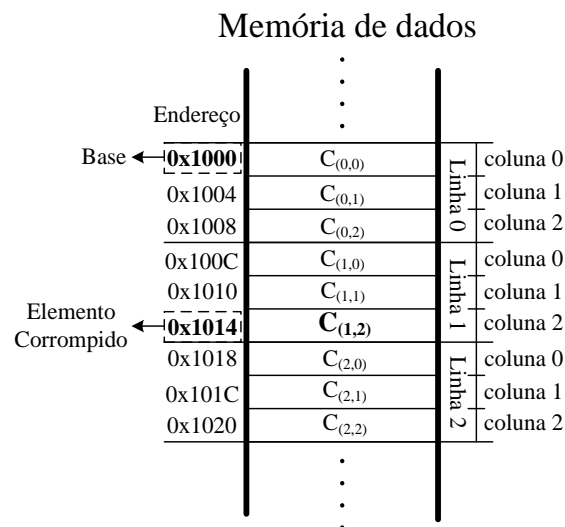 Memória de dados
Endereço
Base 0x1000 C(0,0) coluna 0
0x1004 C(0,1) coluna 1
0x1008 C(0,2) coluna 2
Linha 0
0x100C C(1,0) coluna 0
0x1010 C(1,1) coluna 1
Elemento Corrompido 0x1014 C(1,2) coluna 2
Linha 1
0x1018 C(2,0) coluna 0
0x101C C(2,1) coluna 1
0x1020 C(2,2) coluna 2
Linha 2